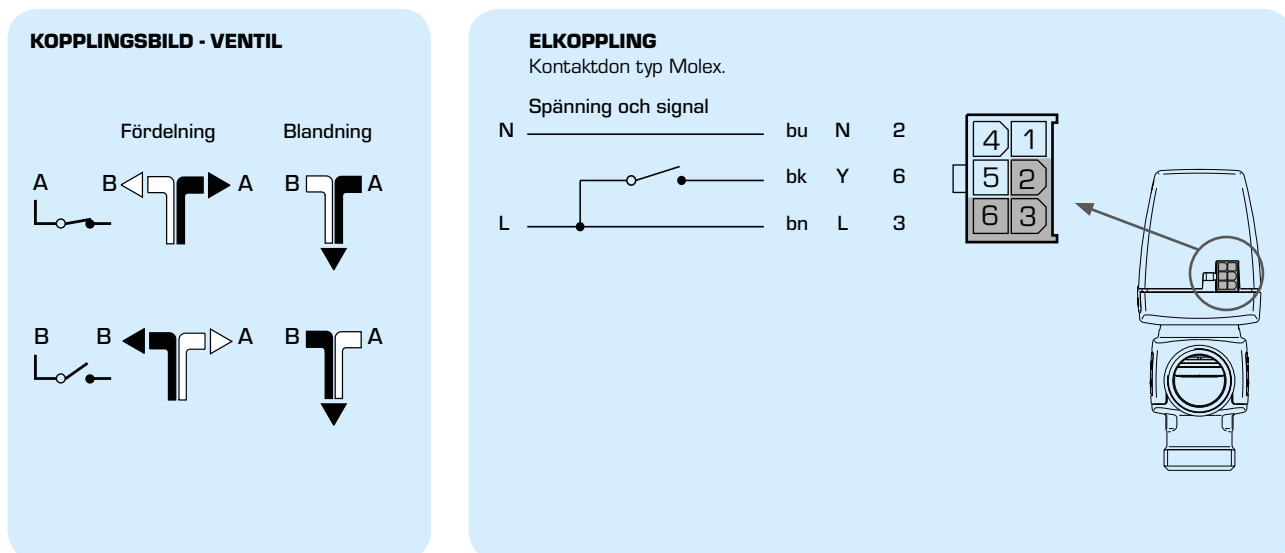 KOPPLINGSBILD - VENTIL
Fördelning Blandning
A B A B A
B B A B A
ELKOPPLING
Kontaktdon typ Molex.
Spänning och signal
N bu N 2
bk Y 6
L bn L 3
4 1
5 2
6 3